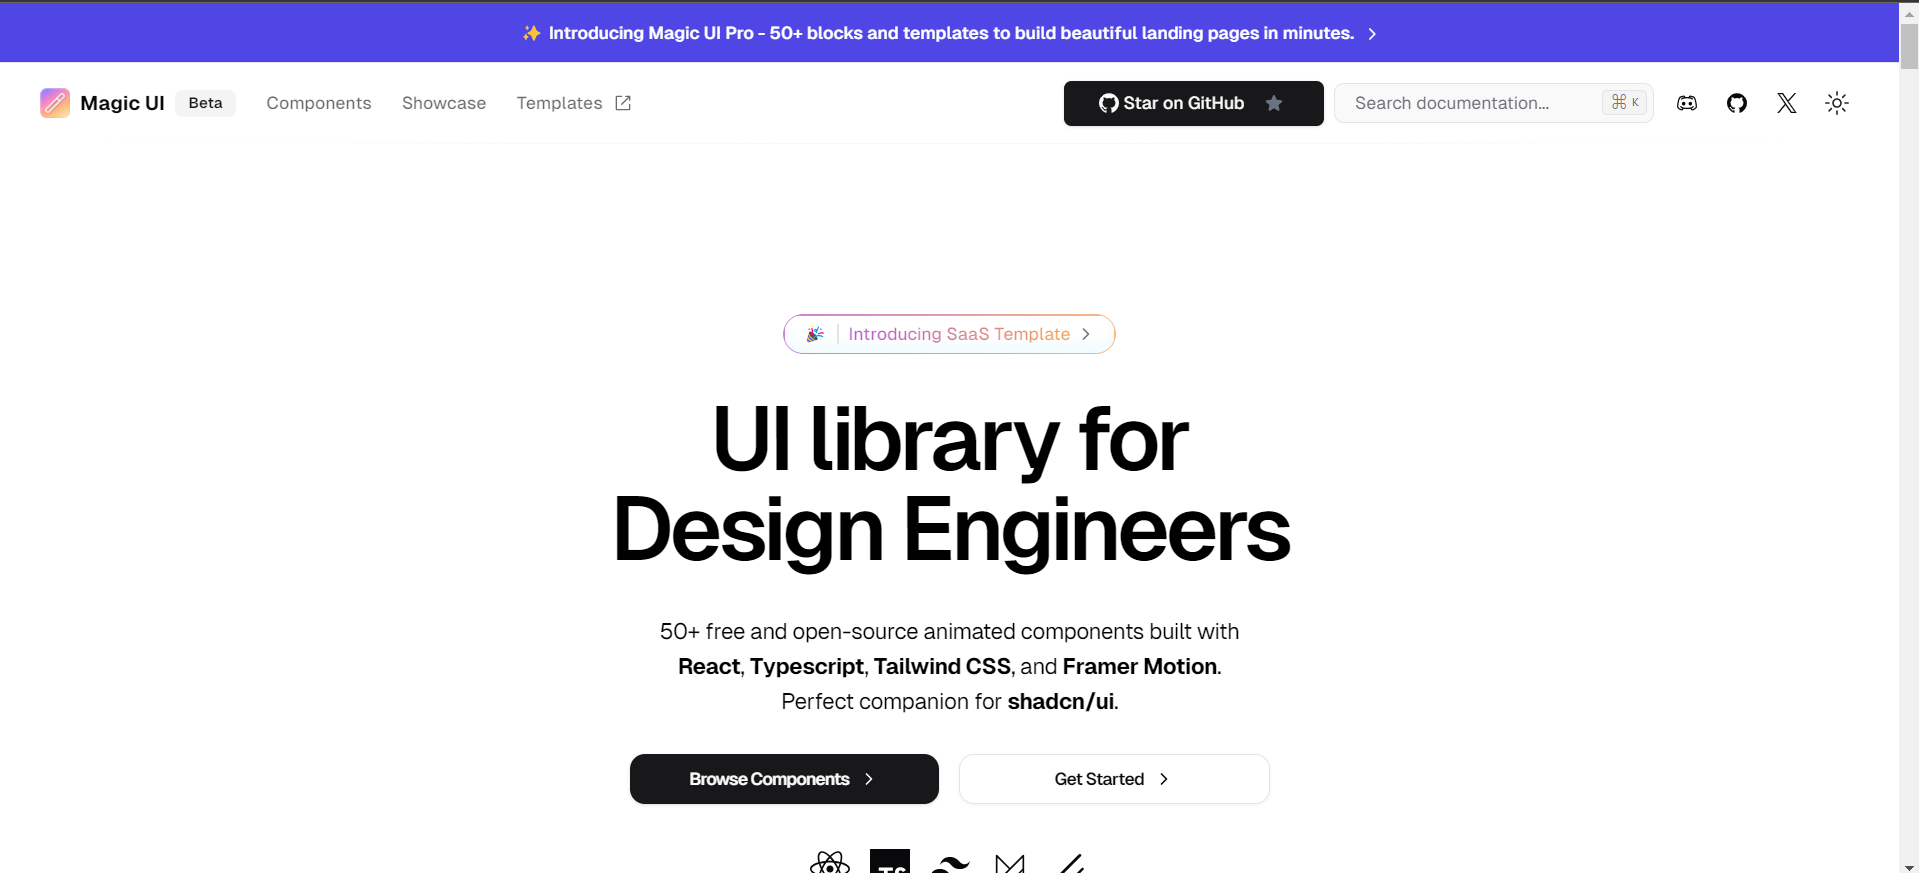 ✨ Introducing Magic UI Pro - 50+ blocks and templates to build beautiful landing pages in minutes.
Magic UI Beta Components Showcase Templates Star on GitHub Search documentation... ⌘ K
🎉 Introducing SaaS Template
UI library for
Design Engineers
50+ free and open-source animated components built with
React, Typescript, Tailwind CSS, and Framer Motion.
Perfect companion for shadcn/ui.
Browse Components Get Started